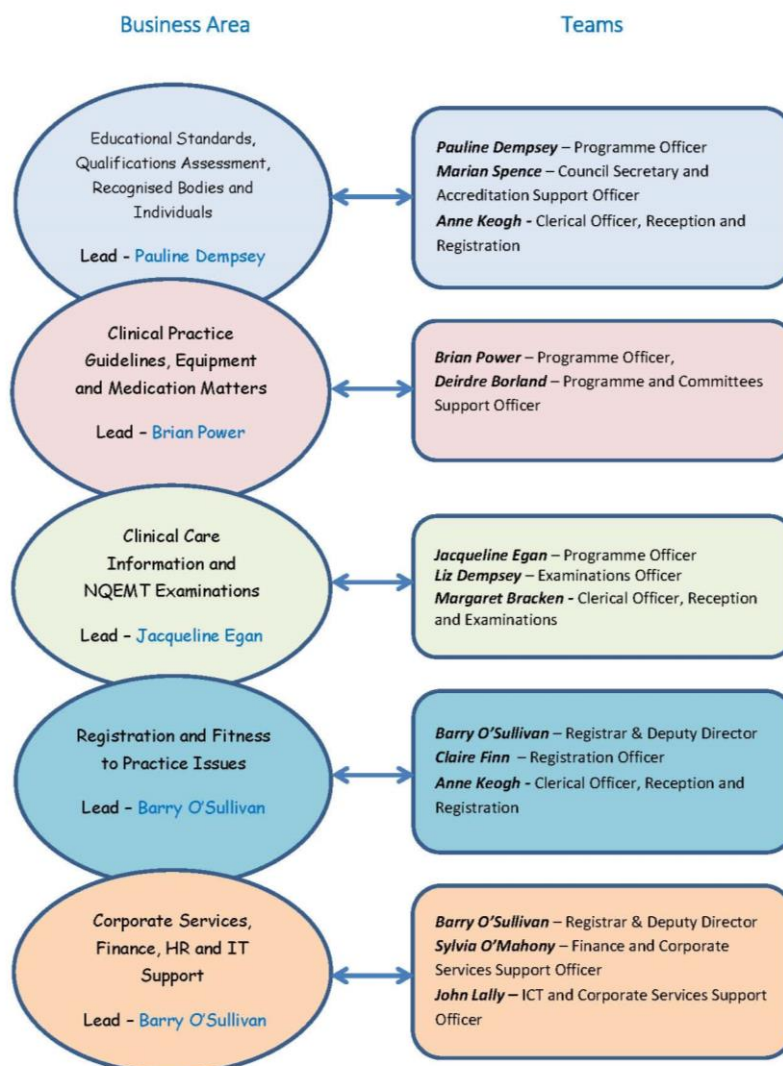 Business Area
Teams
Educational Standards,
Qualifications Assessment,
Recognised Bodies and
Individuals
Lead - Pauline Dempsey
Pauline Dempsey – Programme Officer
Marian Spence – Council Secretary and
Accreditation Support Officer
Anne Keogh - Clerical Officer, Reception and
Registration
Clinical Practice
Guidelines, Equipment
and Medication Matters
Lead – Brian Power
Brian Power – Programme Officer,
Deirdre Borland – Programme and Committees
Support Officer
Clinical Care
Information and
NQEMT Examinations
Lead – Jacqueline Egan
Jacqueline Egan – Programme Officer
Liz Dempsey – Examinations Officer
Margaret Bracken - Clerical Officer, Reception
and Examinations
Registration and Fitness
to Practice Issues
Lead – Barry O’Sullivan
Barry O’Sullivan – Registrar & Deputy Director
Claire Finn – Registration Officer
Anne Keogh - Clerical Officer, Reception and
Registration
Corporate Services,
Finance, HR and IT
Support
Lead – Barry O’Sullivan
Barry O’Sullivan – Registrar & Deputy Director
Sylvia O’Mahony – Finance and Corporate
Services Support Officer
John Lally – ICT and Corporate Services Support
Officer